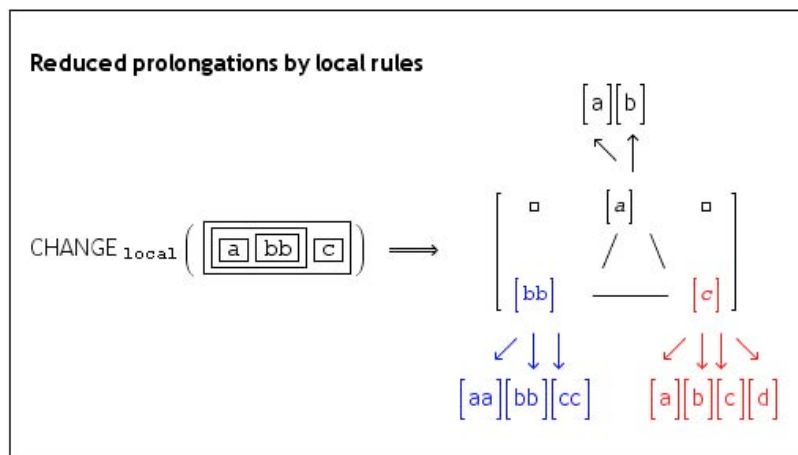 Reduced prolongations by local rules
[a][b]
CHANGE local ( [[[a] [bb]] [c]] ) ⟹ [ □ [a] □
[bb] —— [c] ]
[aa][bb][cc] [a][b][c][d]